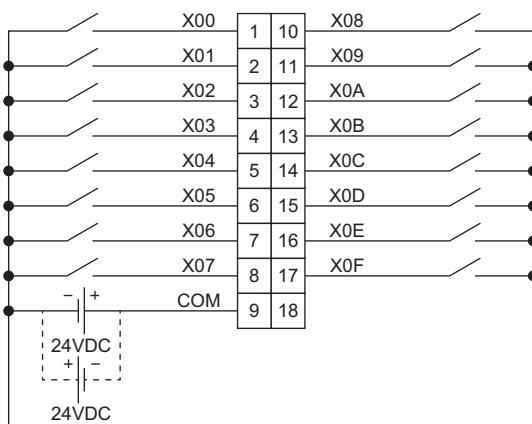 X00 1 10 X08
X01 2 11 X09
X02 3 12 X0A
X03 4 13 X0B
X04 5 14 X0C
X05 6 15 X0D
X06 7 16 X0E
X07 8 17 X0F
− + COM 9 18
24VDC
+ −
24VDC